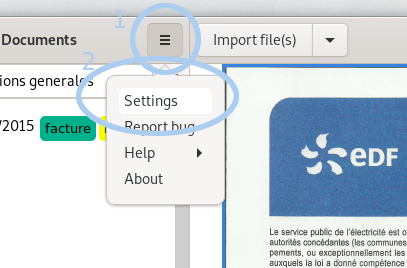 1
Documents
Import file(s)
2
ions generales
Settings
/2015
facture
Report bug
Help
About
eDF
Le service public de l'électricité est o
autorités concédantes (les communes
pements, ou exceptionnellement les
auxquels la loi a donné compétence